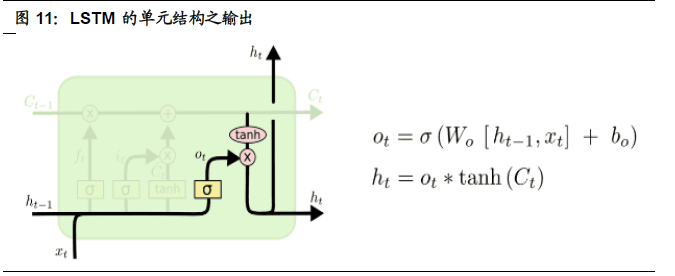 图 11：LSTM 的单元结构之输出
h_t
C_{t-1}
C_t
tanh
f_t
i_t
o_t
C̃_t
σ
σ
tanh
σ
h_{t-1}
h_t
x_t
o_t = σ (W_o [h_{t-1}, x_t] + b_o)
h_t = o_t * tanh (C_t)